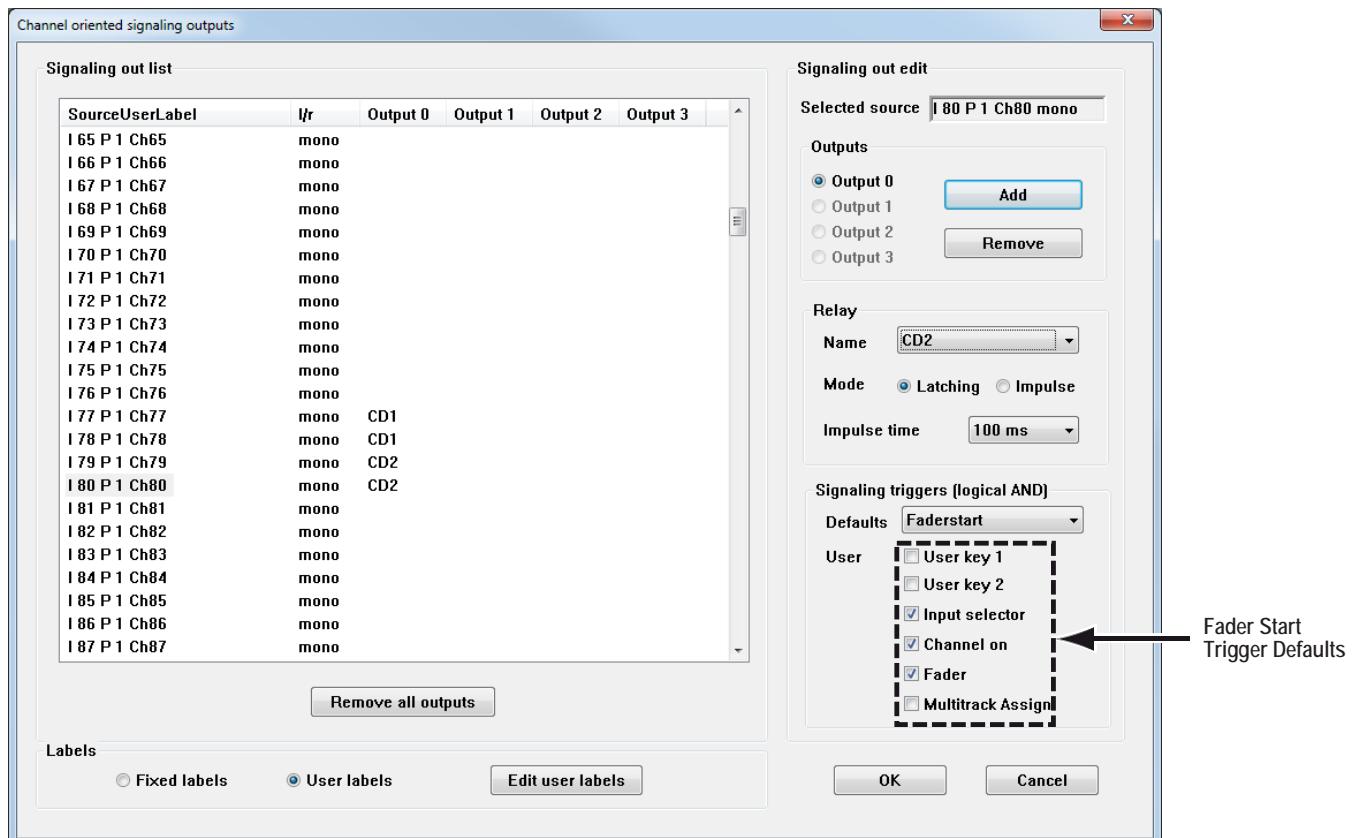 Channel oriented signaling outputs
Signaling out list
SourceUserLabel l/r Output 0 Output 1 Output 2 Output 3
I 65 P 1 Ch65 mono
I 66 P 1 Ch66 mono
I 67 P 1 Ch67 mono
I 68 P 1 Ch68 mono
I 69 P 1 Ch69 mono
I 70 P 1 Ch70 mono
I 71 P 1 Ch71 mono
I 72 P 1 Ch72 mono
I 73 P 1 Ch73 mono
I 74 P 1 Ch74 mono
I 75 P 1 Ch75 mono
I 76 P 1 Ch76 mono
I 77 P 1 Ch77 mono CD1
I 78 P 1 Ch78 mono CD1
I 79 P 1 Ch79 mono CD2
I 80 P 1 Ch80 mono CD2
I 81 P 1 Ch81 mono
I 82 P 1 Ch82 mono
I 83 P 1 Ch83 mono
I 84 P 1 Ch84 mono
I 85 P 1 Ch85 mono
I 86 P 1 Ch86 mono
I 87 P 1 Ch87 mono
Remove all outputs
Labels
Fixed labels User labels Edit user labels
Signaling out edit
Selected source I 80 P 1 Ch80 mono
Outputs
Output 0
Output 1
Output 2
Output 3
Add
Remove
Relay
Name CD2
Mode Latching Impulse
Impulse time 100 ms
Signaling triggers (logical AND)
Defaults Faderstart
User User key 1
User key 2
Input selector
Channel on
Fader
Multitrack Assign
OK Cancel
Fader Start
Trigger Defaults